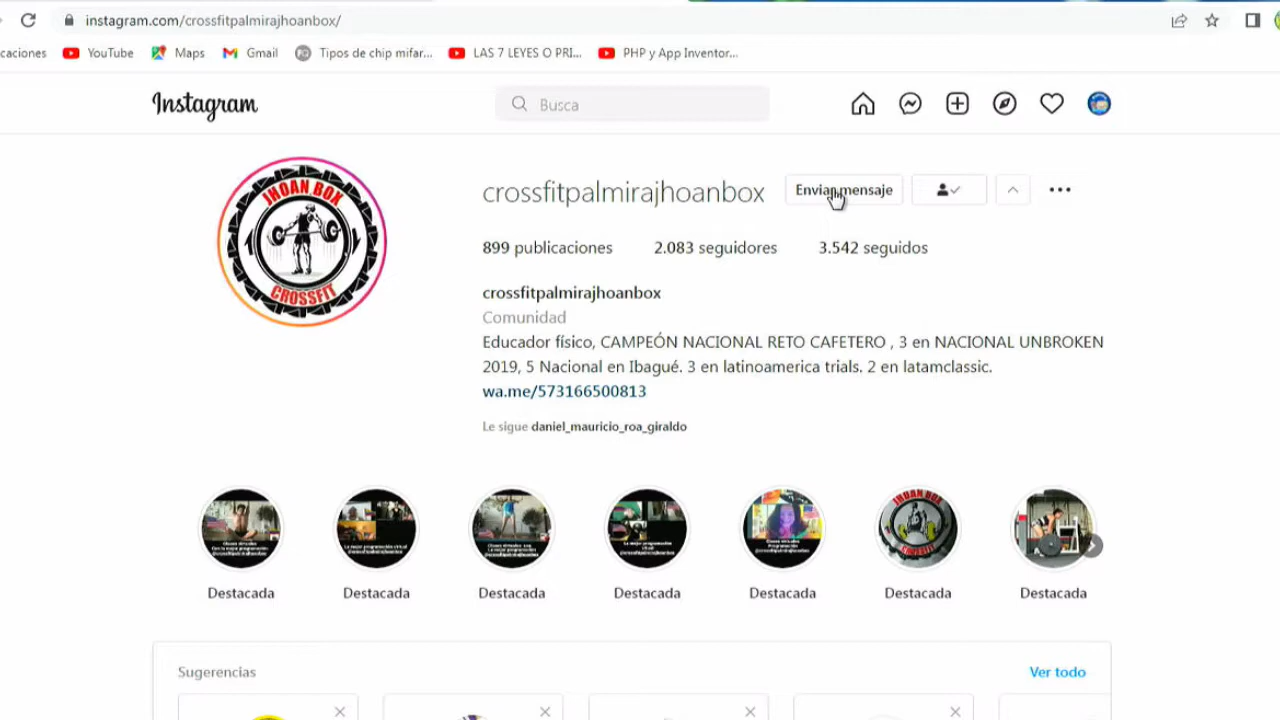 instagram.com/crossfitpalmirajhoanbox/
caciones YouTube Maps Gmail Tipos de chip mifar... LAS 7 LEYES O PRI... PHP y App Inventor...
Instagram Busca
JHOAN BOX
CROSSFIT
crossfitpalmirajhoanbox Enviar mensaje
899 publicaciones 2.083 seguidores 3.542 seguidos
crossfitpalmirajhoanbox
Comunidad
Educador físico, CAMPEÓN NACIONAL RETO CAFETERO , 3 en NACIONAL UNBROKEN
2019, 5 Nacional en Ibagué. 3 en latinoamerica trials. 2 en latamclassic.
wa.me/573166500813
Le sigue daniel_mauricio_roa_giraldo
JHOAN BOX
CROSSFIT
Destacada Destacada Destacada Destacada Destacada Destacada Destacada
Sugerencias Ver todo